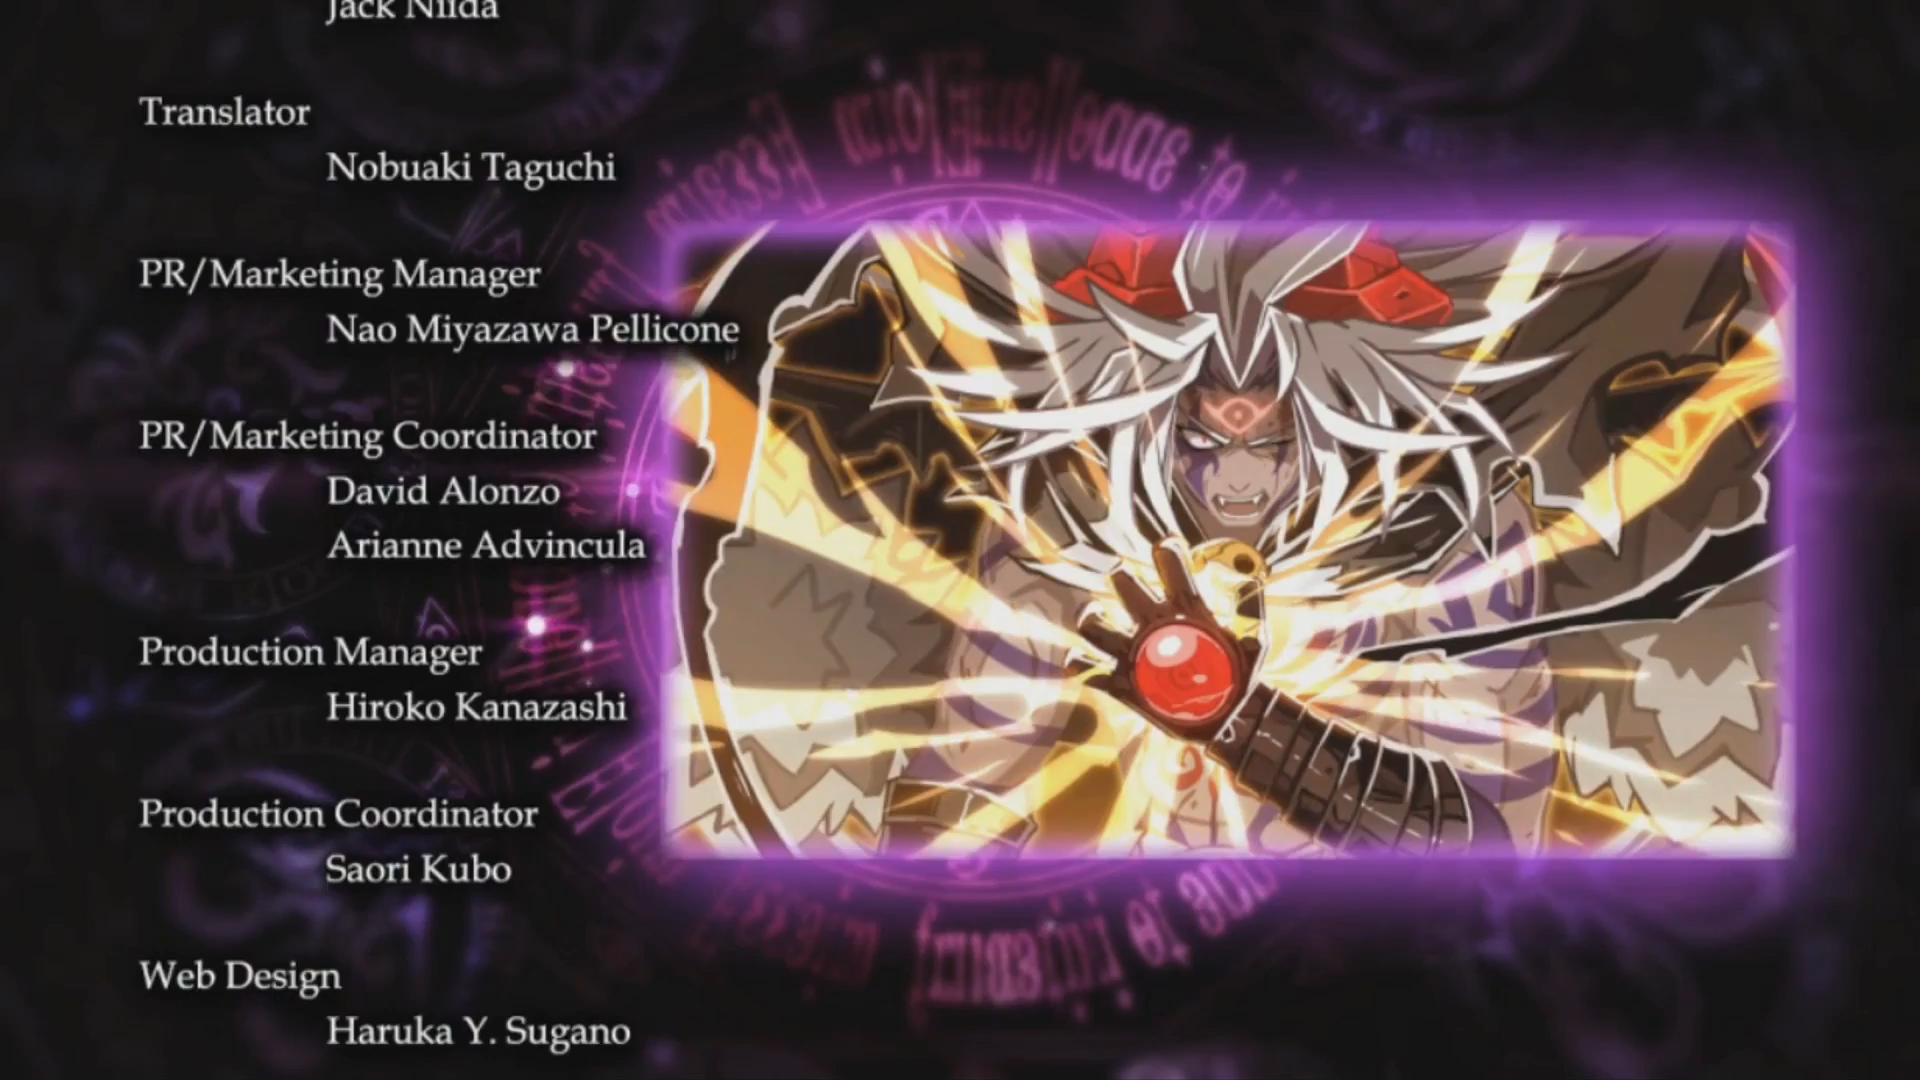 Jack Niida
Translator
Nobuaki Taguchi
PR/Marketing Manager
Nao Miyazawa Pellicone
PR/Marketing Coordinator
David Alonzo
Arianne Advincula
Production Manager
Hiroko Kanazashi
Production Coordinator
Saori Kubo
Web Design
Haruka Y. Sugano